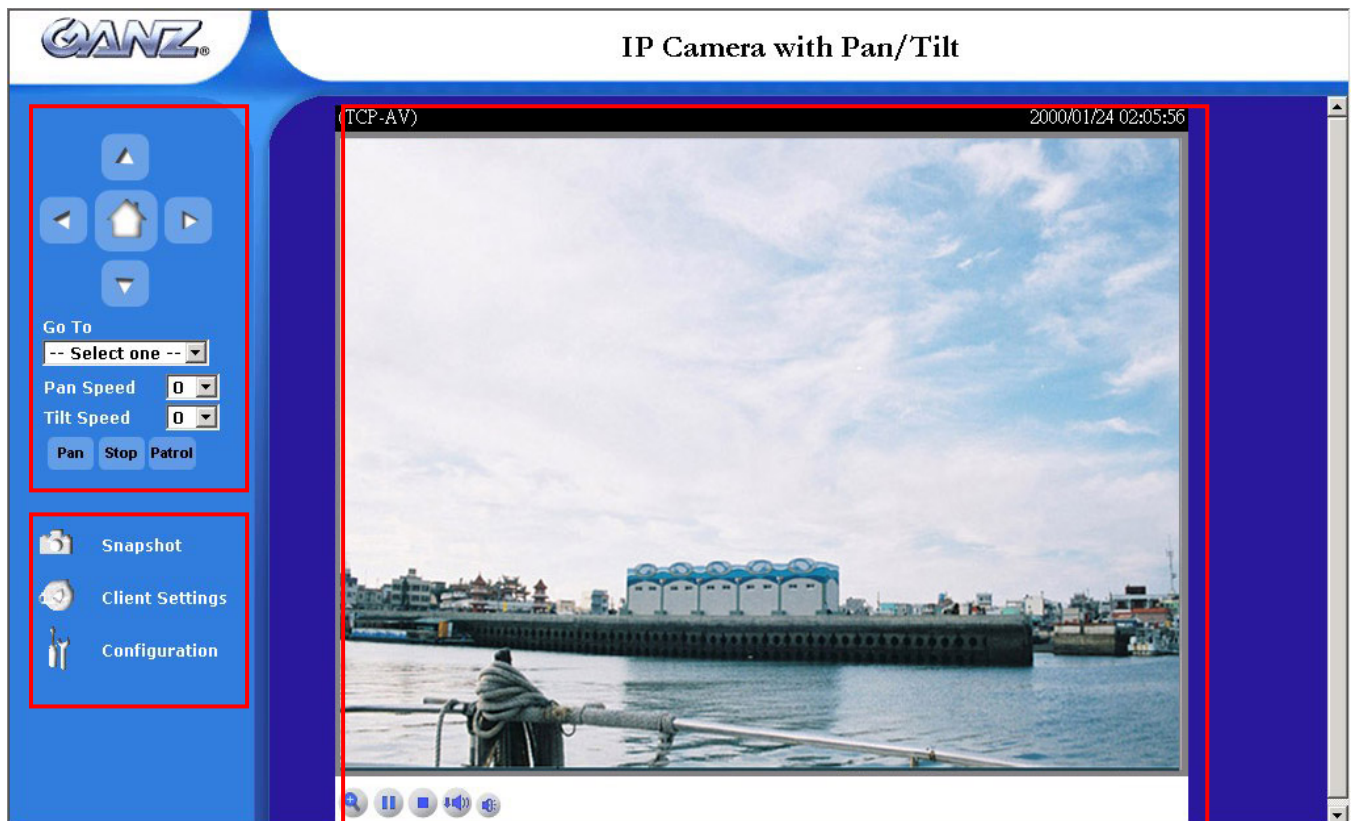 GANZ®
IP Camera with Pan/Tilt
(TCP-AV) 2000/01/24 02:05:56
Go To
-- Select one --
Pan Speed 0
Tilt Speed 0
Pan Stop Patrol
Snapshot
Client Settings
Configuration